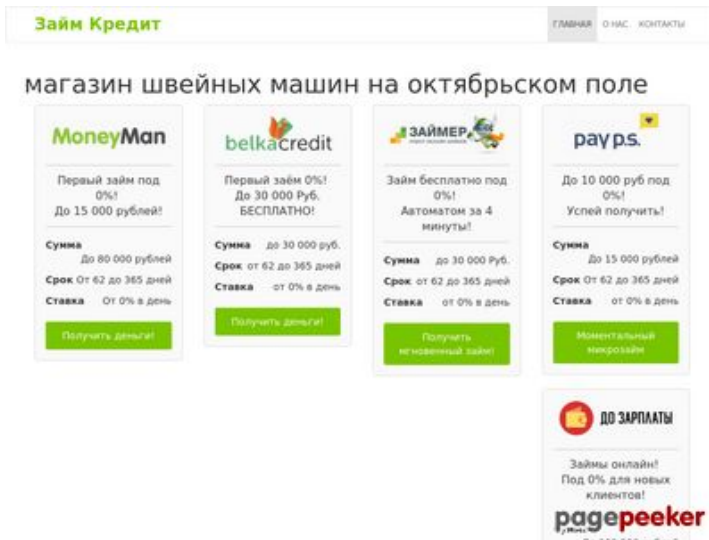 Займ Кредит
ГЛАВНАЯ О НАС КОНТАКТЫ
магазин швейных машин на октябрьском поле
MoneyMan
Первый займ под
0%!
До 15 000 рублей!
Сумма
До 80 000 рублей
Срок От 62 до 365 дней
Ставка От 0% в день
Получить деньги!
belkacredit
Первый заём 0%!
До 30 000 Руб.
БЕСПЛАТНО!
Сумма до 30 000 руб.
Срок от 62 до 365 дней
Ставка от 0% в день
Получить деньги!
ЗАЙМЕР
Займ бесплатно под
0%!
Автоматом за 4
минуты!
Сумма до 30 000 Руб.
Срок от 62 до 365 дней
Ставка от 0% в день
Получить
мгновенный займ!
pay p.s.
До 10 000 руб под
0%!
Успей получить!
Сумма
До 15 000 рублей
Срок От 62 до 365 дней
Ставка От 0% в день
Моментальный
микрозайм
ДО ЗАРПЛАТЫ
Займы онлайн!
Под 0% для новых
клиентов!
pagepeeker